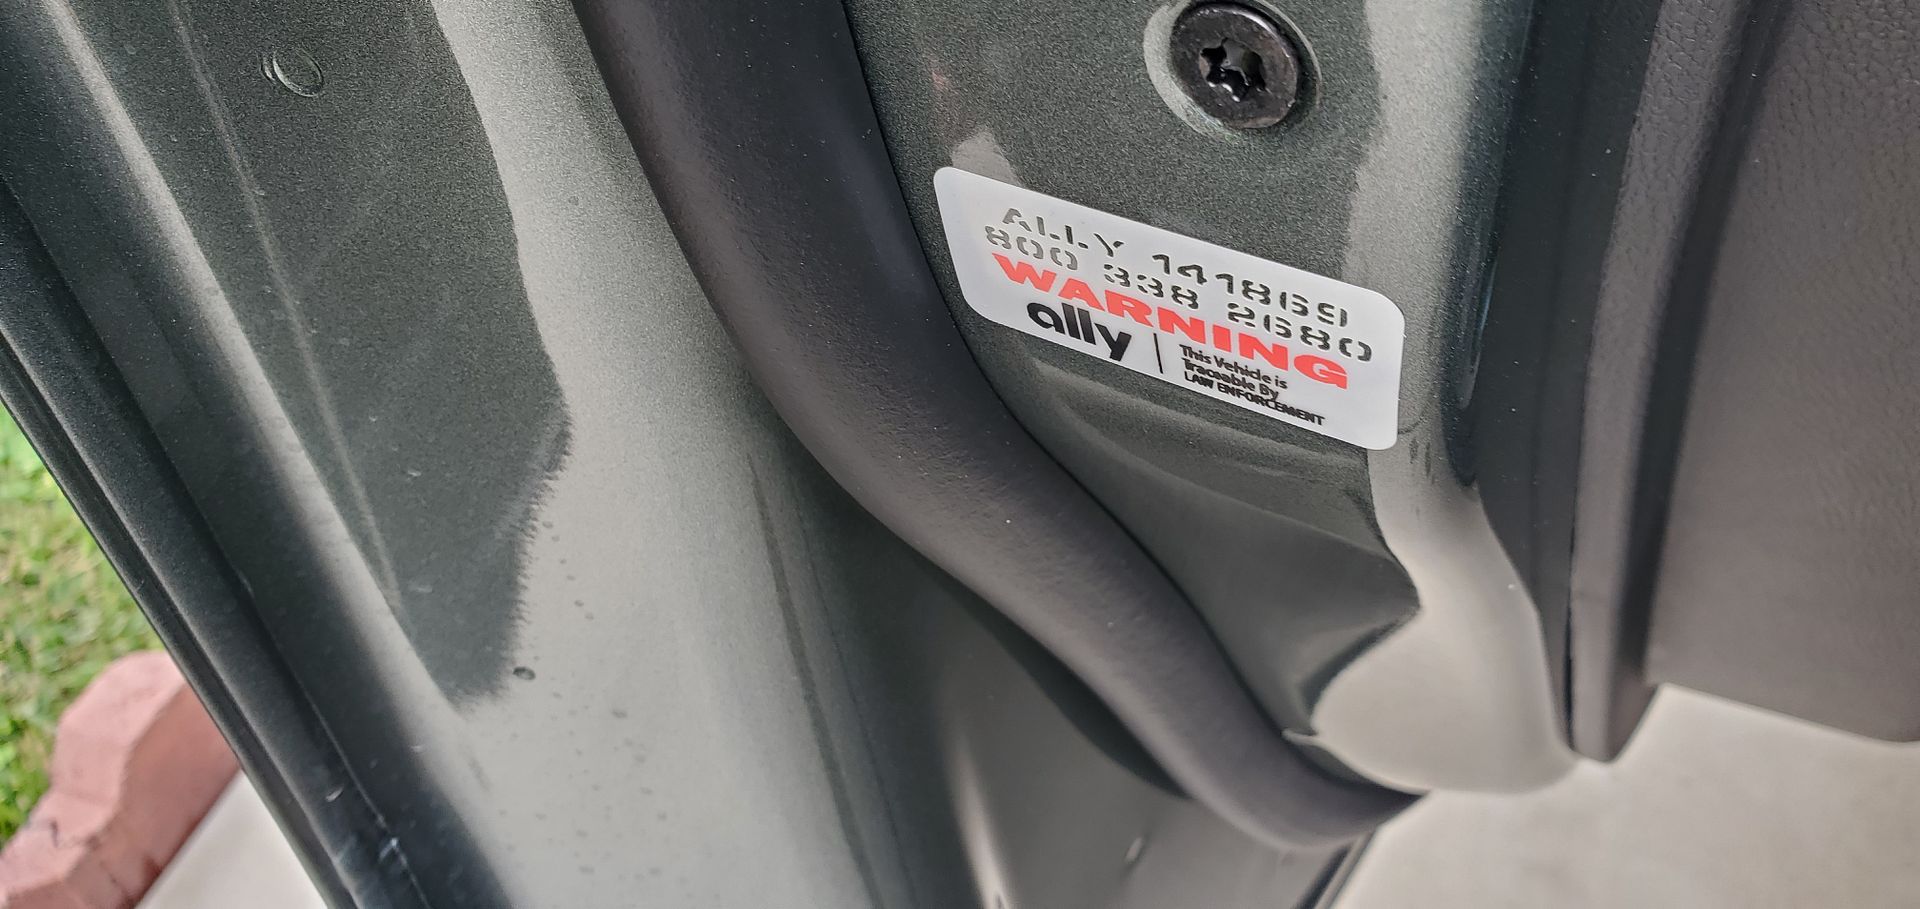 ALLY 141869
800 338 2680
WARNING
ally
This Vehicle is
Traceable By
LAW ENFORCEMENT